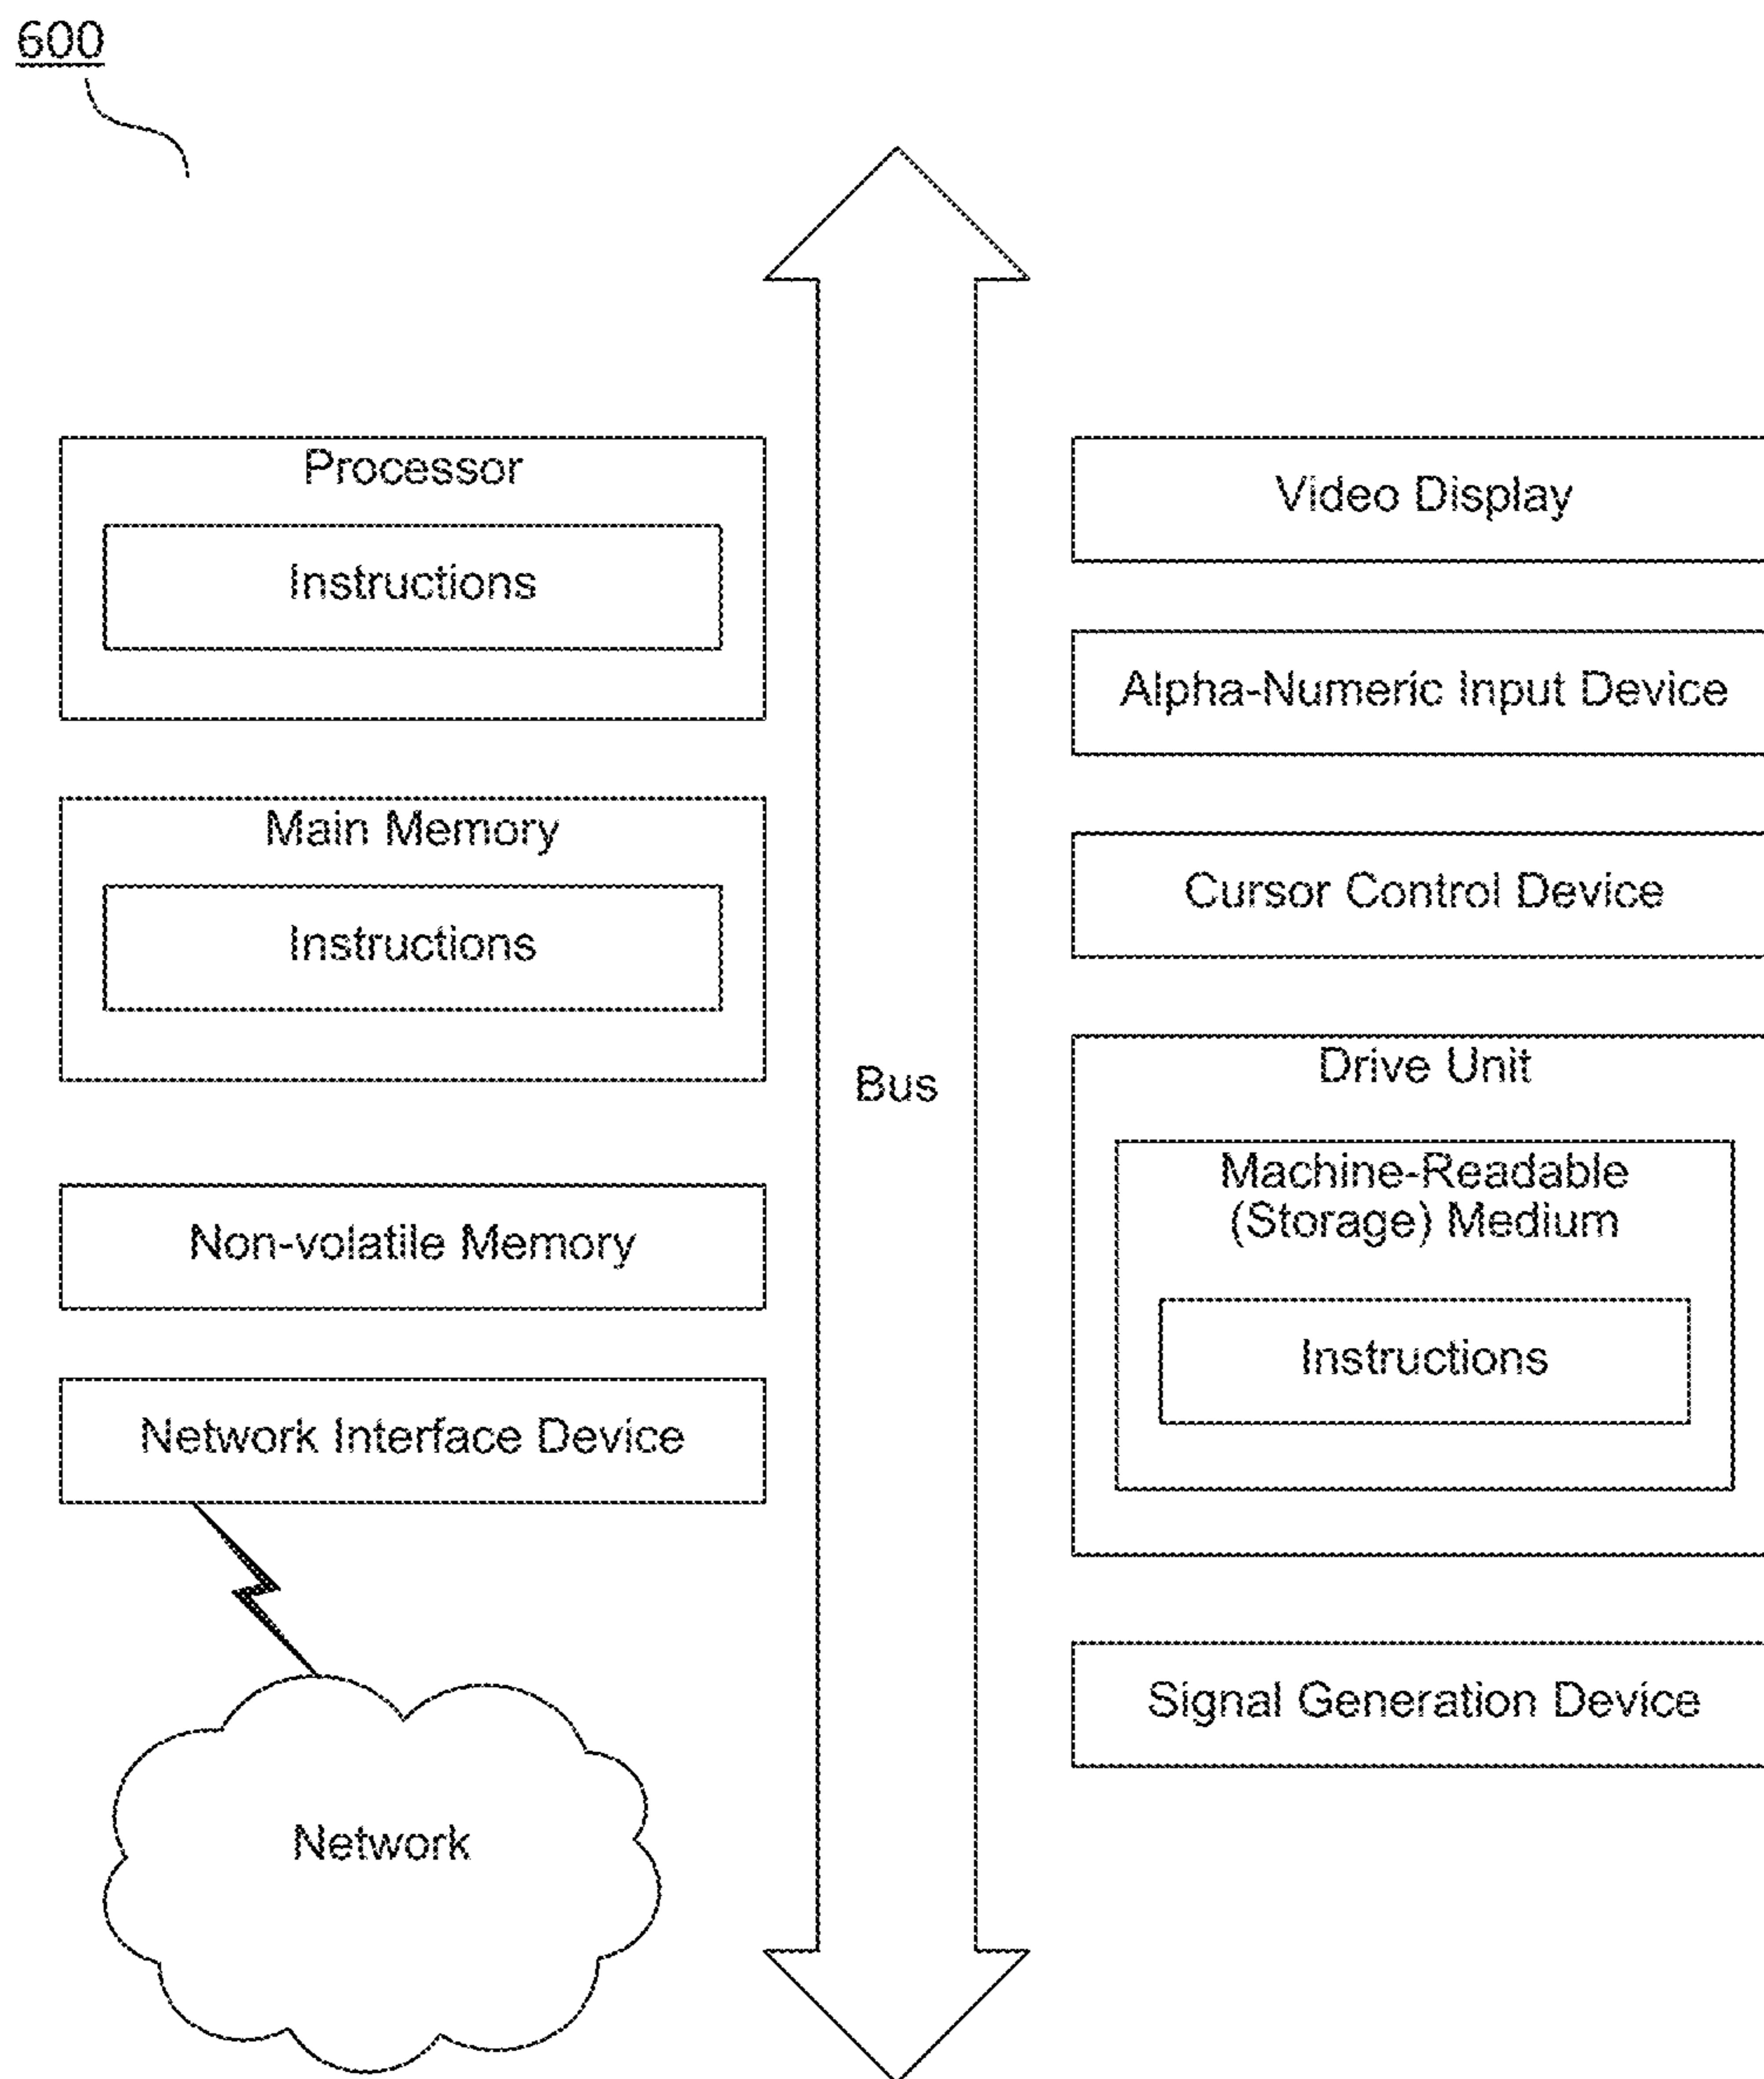 600
Processor
Instructions
Main Memory
Instructions
Non-volatile Memory
Network Interface Device
Network
Bus
Video Display
Alpha-Numeric Input Device
Cursor Control Device
Drive Unit
Machine-Readable
(Storage) Medium
Instructions
Signal Generation Device